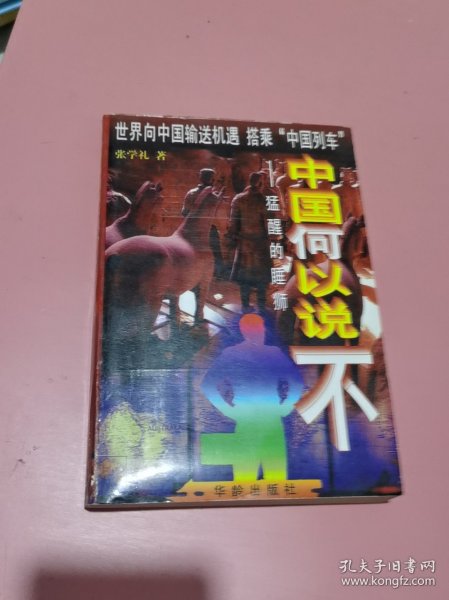 世界向中国输送机遇 搭乘“中国列车”
张学礼 著
中国何以说不
—猛醒的睡狮
华龄出版社
孔夫子旧书网
www.kongfz.com